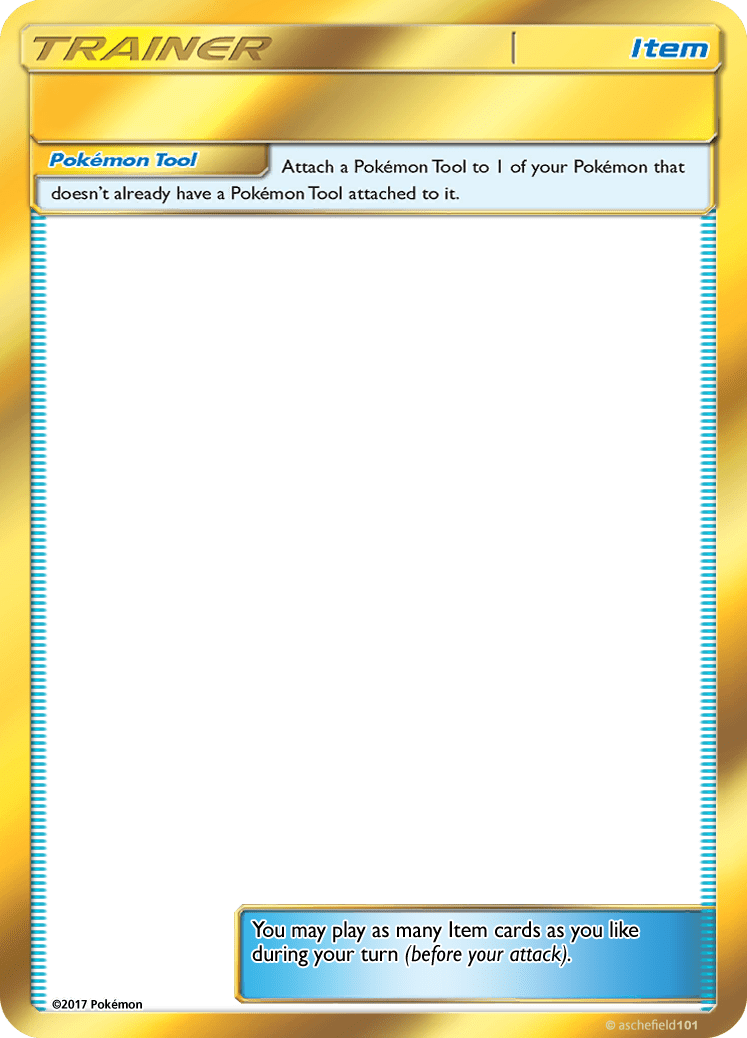 TRAINER Item
Pokémon Tool Attach a Pokémon Tool to 1 of your Pokémon that
doesn't already have a Pokémon Tool attached to it.
You may play as many Item cards as you like
during your turn (before your attack).
©2017 Pokémon
© aschefield101